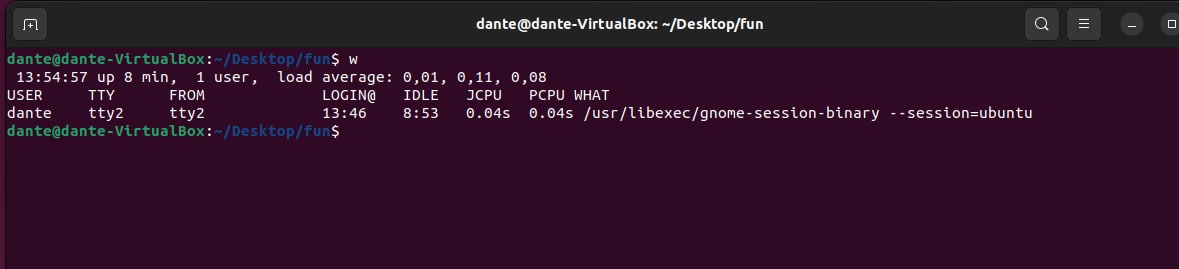 dante@dante-VirtualBox: ~/Desktop/fun
dante@dante-VirtualBox:~/Desktop/fun$ w
 13:54:57 up 8 min,  1 user,  load average: 0,01, 0,11, 0,08
USER     TTY      FROM             LOGIN@   IDLE   JCPU   PCPU WHAT
dante    tty2     tty2             13:46    8:53   0.04s  0.04s /usr/libexec/gnome-session-binary --session=ubuntu
dante@dante-VirtualBox:~/Desktop/fun$